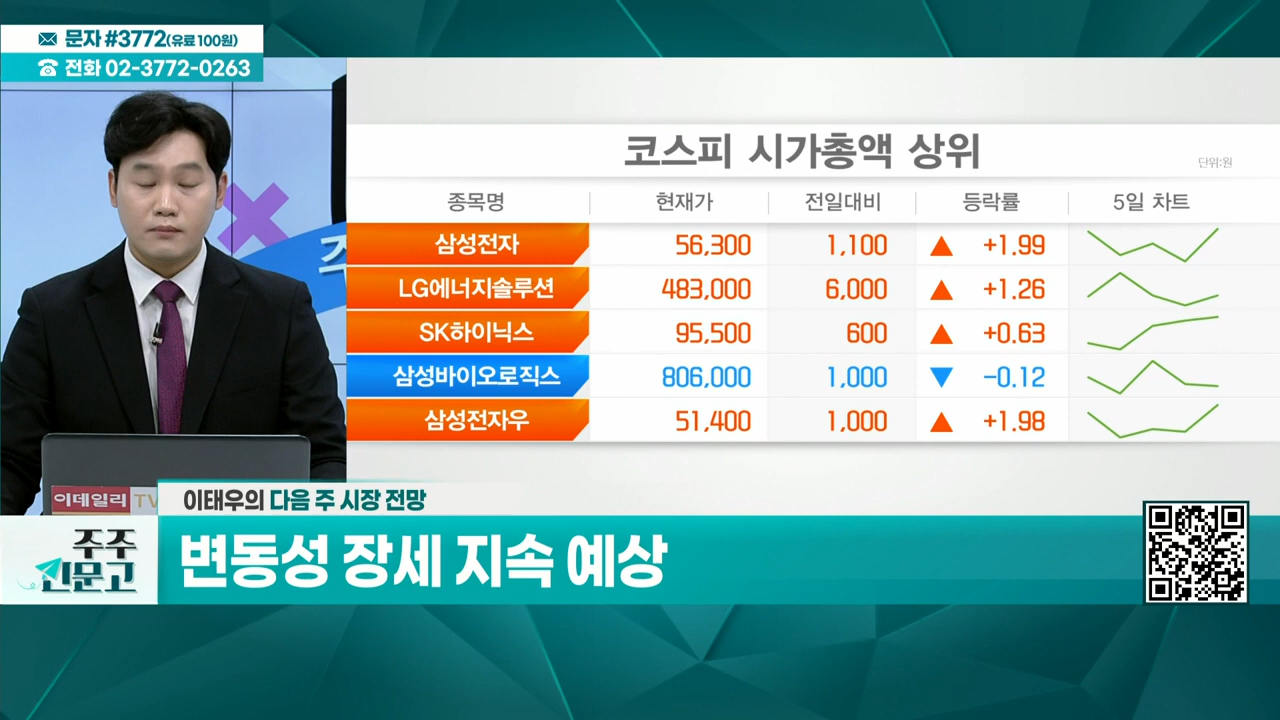 문자 #3772(유료 100원)
전화 02-3772-0263
코스피 시가총액 상위
단위:원
종목명 현재가 전일대비 등락률 5일 차트
삼성전자 56,300 1,100 ▲ +1.99
LG에너지솔루션 483,000 6,000 ▲ +1.26
SK하이닉스 95,500 600 ▲ +0.63
삼성바이오로직스 806,000 1,000 ▼ -0.12
삼성전자우 51,400 1,000 ▲ +1.98
주
이데일리 TV
이태우의 다음 주 시장 전망
주주
신문고
변동성 장세 지속 예상